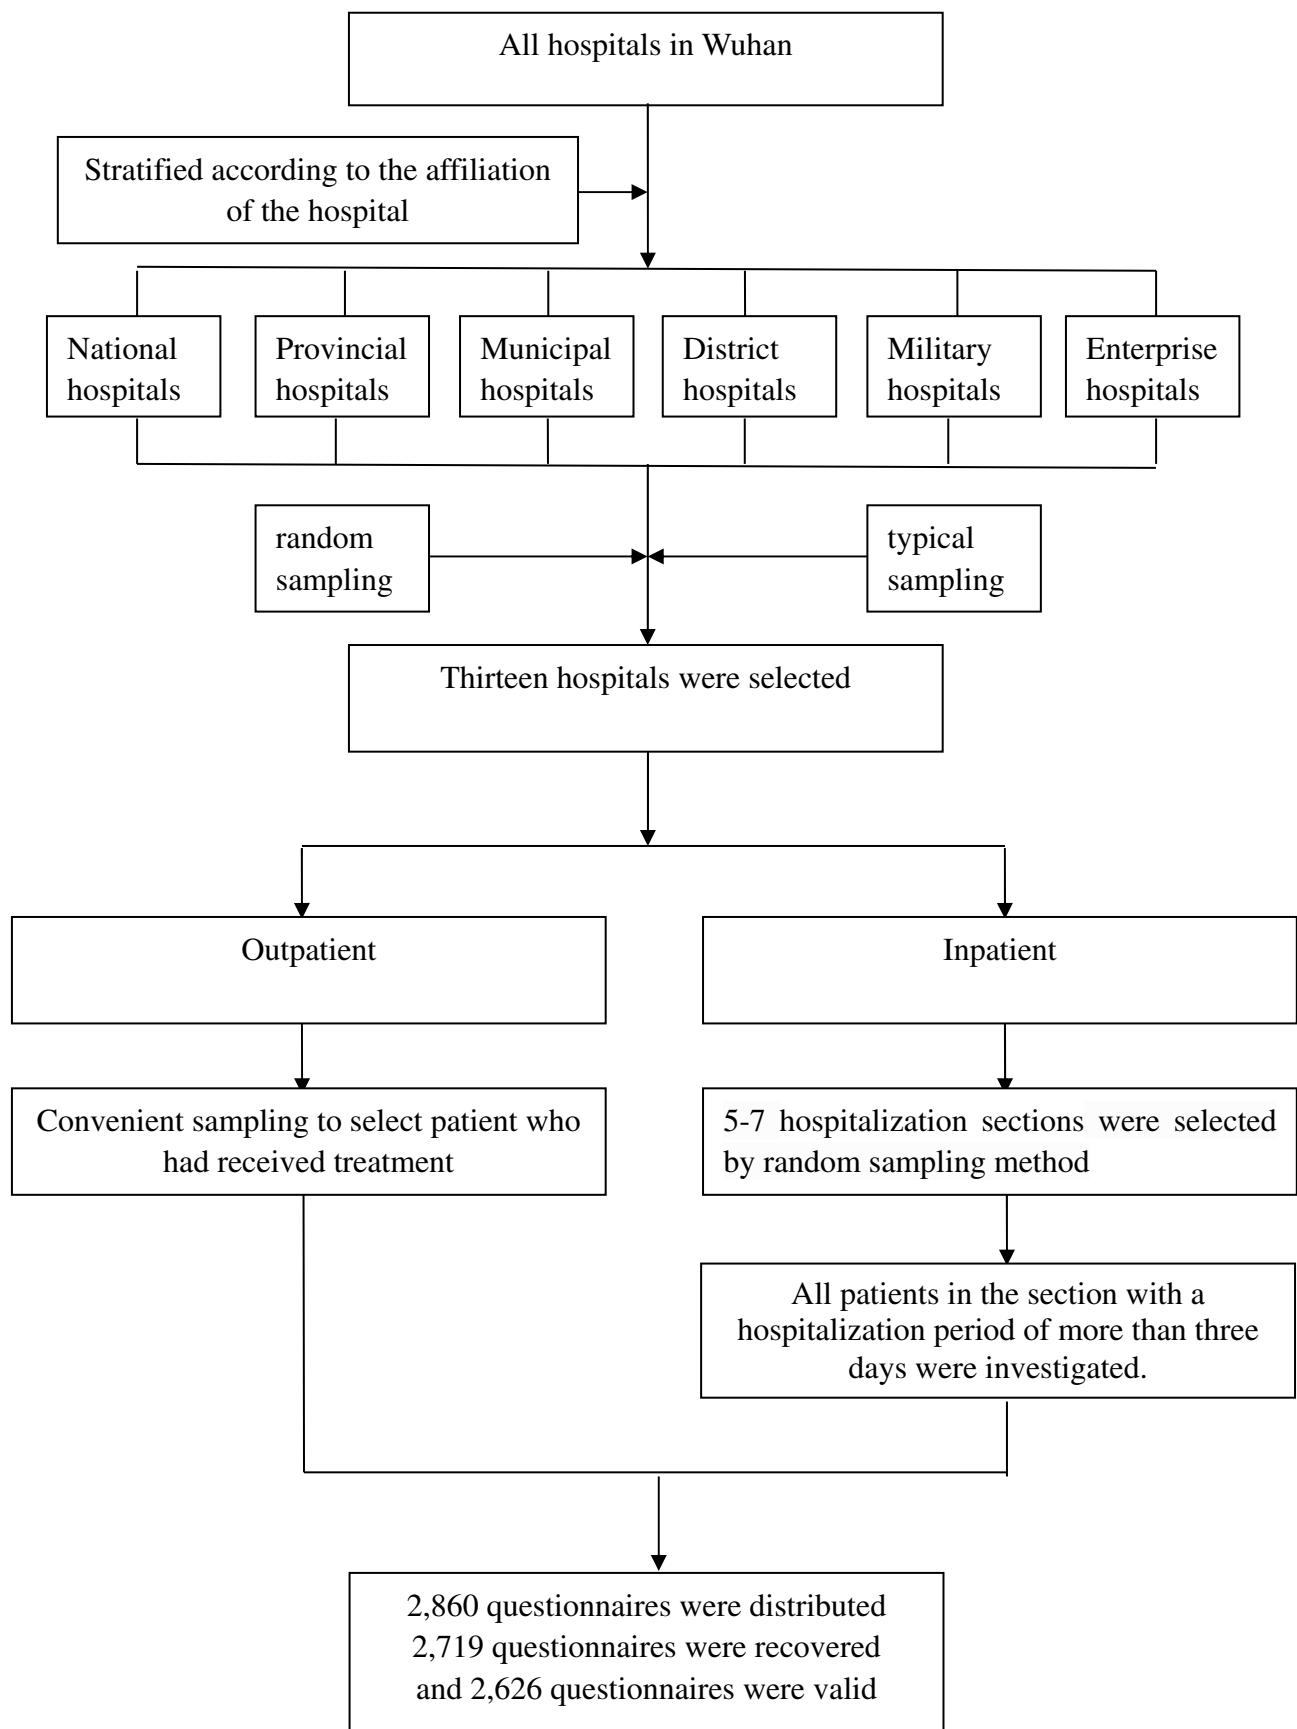 All hospitals in Wuhan
Stratified according to the affiliation
of the hospital
National
hospitals
Provincial
hospitals
Municipal
hospitals
District
hospitals
Military
hospitals
Enterprise
hospitals
random
sampling
typical
sampling
Thirteen hospitals were selected
Outpatient
Inpatient
Convenient sampling to select patient who
had received treatment
5-7 hospitalization sections were selected
by random sampling method
All patients in the section with a
hospitalization period of more than three
days were investigated.
2,860 questionnaires were distributed
2,719 questionnaires were recovered
and 2,626 questionnaires were valid